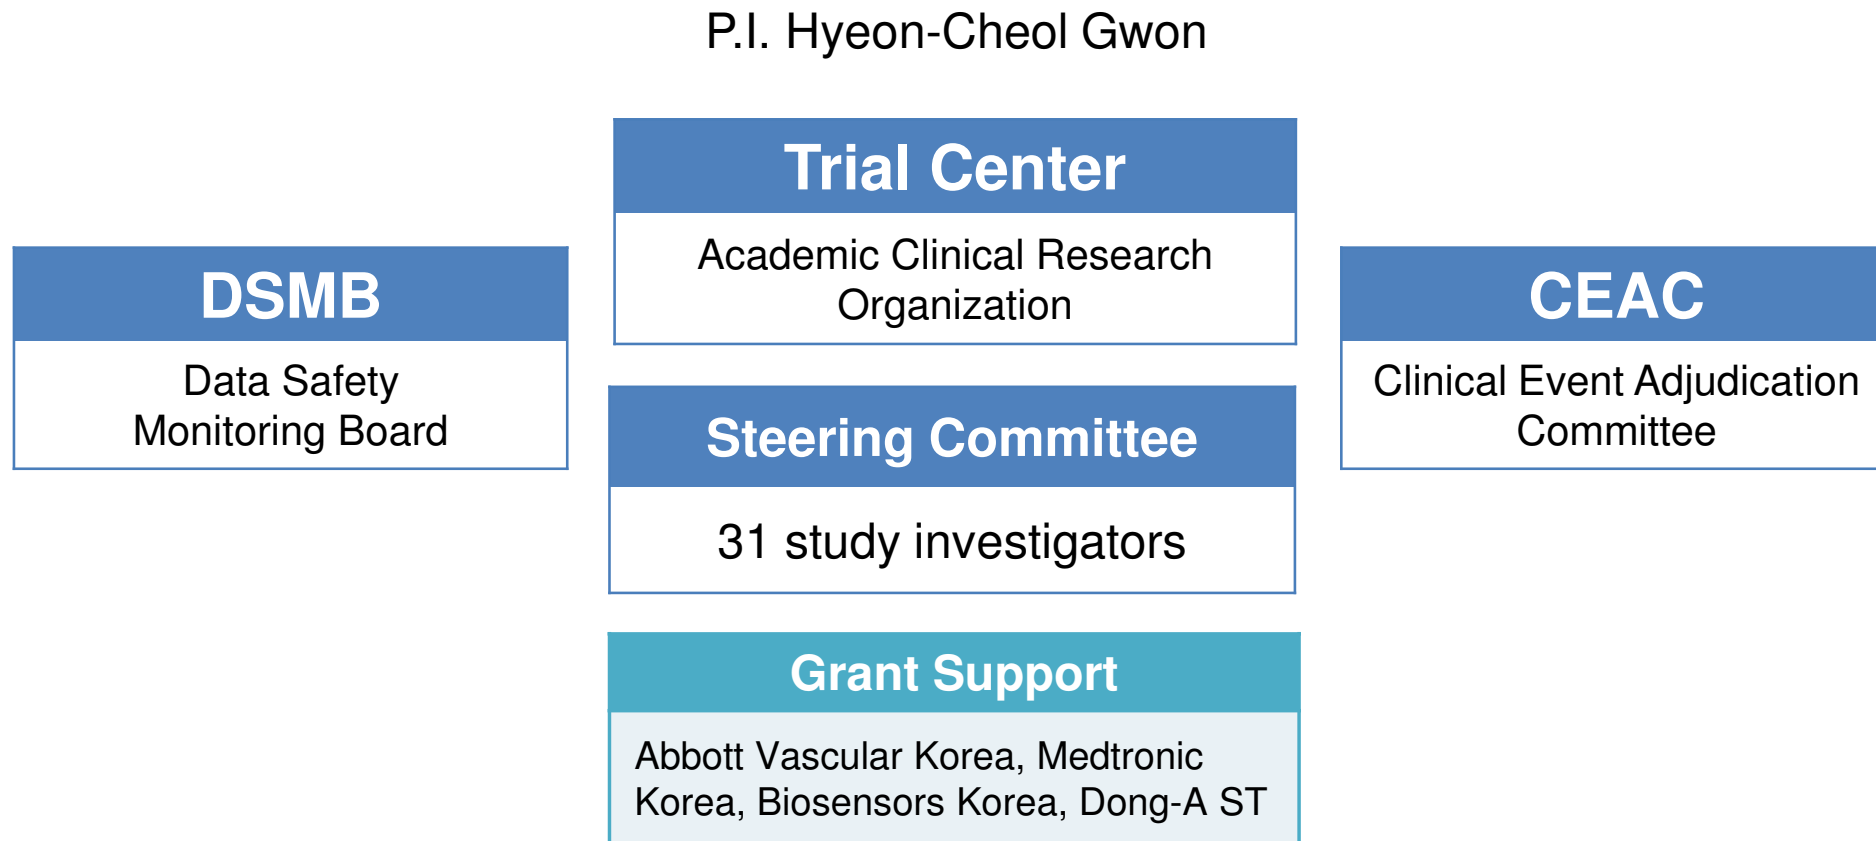 P.I. Hyeon-Cheol Gwon
Trial Center
Academic Clinical Research
Organization
DSMB
Data Safety
Monitoring Board
CEAC
Clinical Event Adjudication
Committee
Steering Committee
31 study investigators
Grant Support
Abbott Vascular Korea, Medtronic
Korea, Biosensors Korea, Dong-A ST